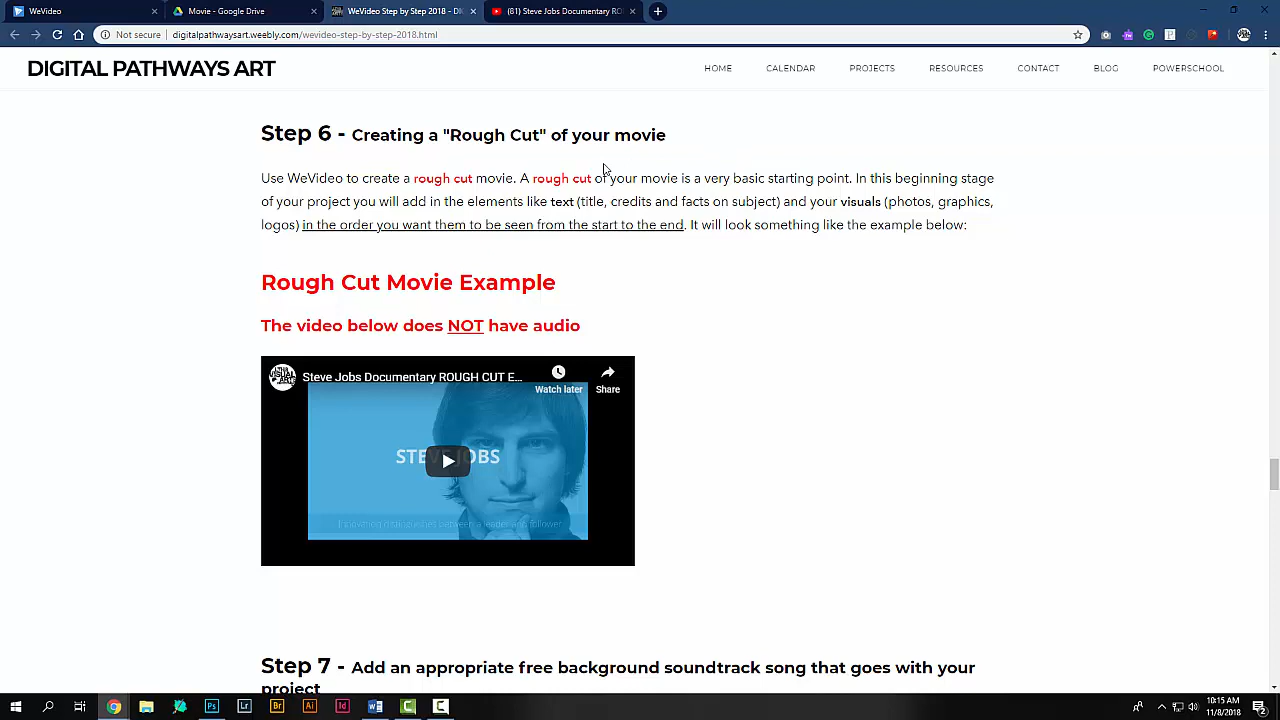 WeVideo
Movie - Google Drive
WeVideo Step by Step 2018 - DI
(81) Steve Jobs Documentary RO
Not secure | digitalpathwaysart.weebly.com/wevideo-step-by-step-2018.html
DIGITAL PATHWAYS ART
HOME CALENDAR PROJECTS RESOURCES CONTACT BLOG POWERSCHOOL
Step 6 - Creating a "Rough Cut" of your movie
Use WeVideo to create a rough cut movie. A rough cut of your movie is a very basic starting point. In this beginning stage
of your project you will add in the elements like text (title, credits and facts on subject) and your visuals (photos, graphics,
logos) in the order you want them to be seen from the start to the end. It will look something like the example below:
Rough Cut Movie Example
The video below does NOT have audio
Steve Jobs Documentary ROUGH CUT E...
Watch later
Share
STEVE JOBS
Innovation distinguishes between a leader and follower
Step 7 - Add an appropriate free background soundtrack song that goes with your
project
10:15 AM
11/8/2018